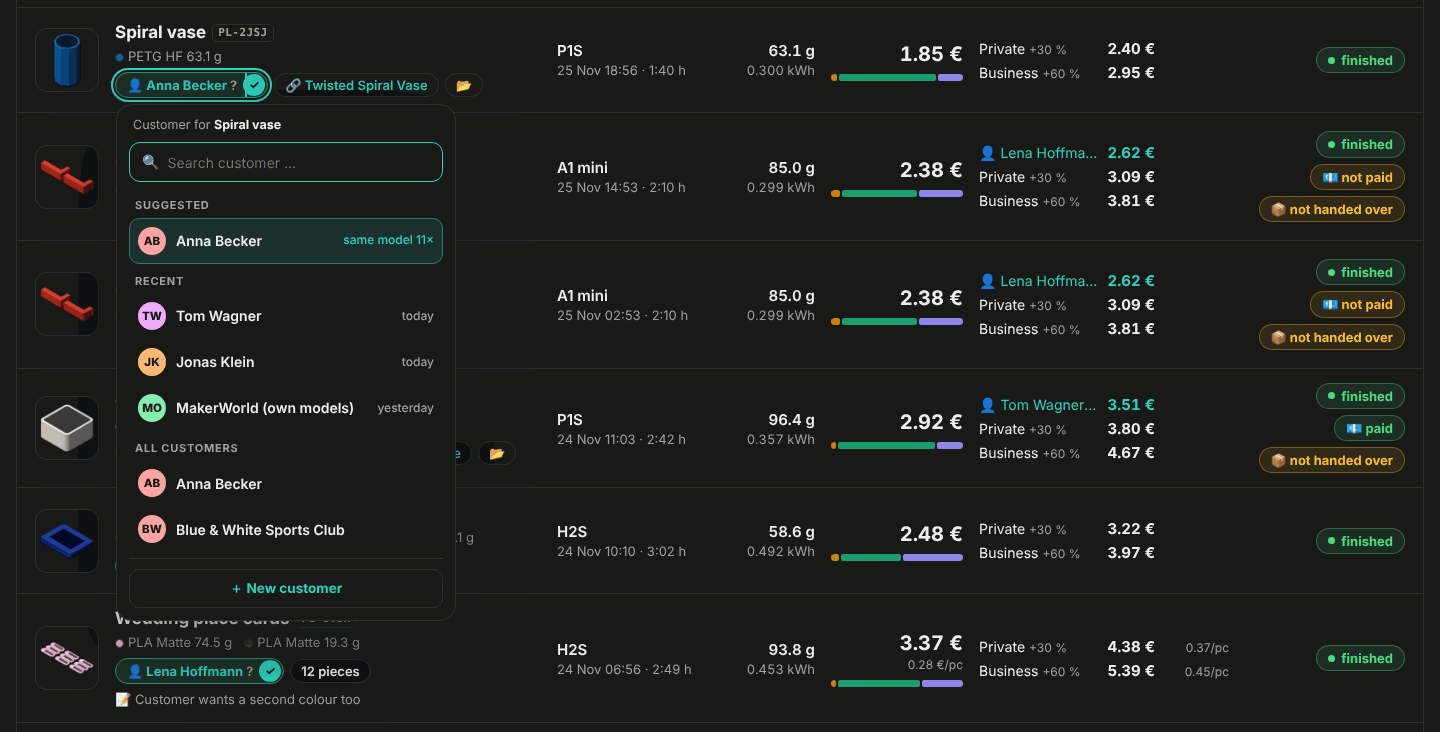 Spiral vase PL-2JSJ
PETG HF 63.1 g
Anna Becker ?
Twisted Spiral Vase
P1S
25 Nov 18:56 · 1:40 h
63.1 g
0.300 kWh
1.85 €
Private +30 % 2.40 €
Business +60 % 2.95 €
finished
Customer for Spiral vase
Search customer ...
SUGGESTED
AB Anna Becker same model 11×
RECENT
TW Tom Wagner today
JK Jonas Klein today
MO MakerWorld (own models) yesterday
ALL CUSTOMERS
AB Anna Becker
BW Blue & White Sports Club
+ New customer
A1 mini
25 Nov 14:53 · 2:10 h
85.0 g
0.299 kWh
2.38 €
Lena Hoffma... 2.62 €
Private +30 % 3.09 €
Business +60 % 3.81 €
finished
not paid
not handed over
A1 mini
25 Nov 02:53 · 2:10 h
85.0 g
0.299 kWh
2.38 €
Lena Hoffma... 2.62 €
Private +30 % 3.09 €
Business +60 % 3.81 €
finished
not paid
not handed over
P1S
24 Nov 11:03 · 2:42 h
96.4 g
0.357 kWh
2.92 €
Tom Wagner... 3.51 €
Private +30 % 3.80 €
Business +60 % 4.67 €
finished
paid
not handed over
H2S
24 Nov 10:10 · 3:02 h
58.6 g
0.492 kWh
2.48 €
Private +30 % 3.22 €
Business +60 % 3.97 €
finished
Wedding place cards
PLA Matte 74.5 g PLA Matte 19.3 g
Lena Hoffmann ?
12 pieces
Customer wants a second colour too
H2S
24 Nov 06:56 · 2:49 h
93.8 g
0.453 kWh
3.37 €
0.28 €/pc
Private +30 % 4.38 € 0.37/pc
Business +60 % 5.39 € 0.45/pc
finished